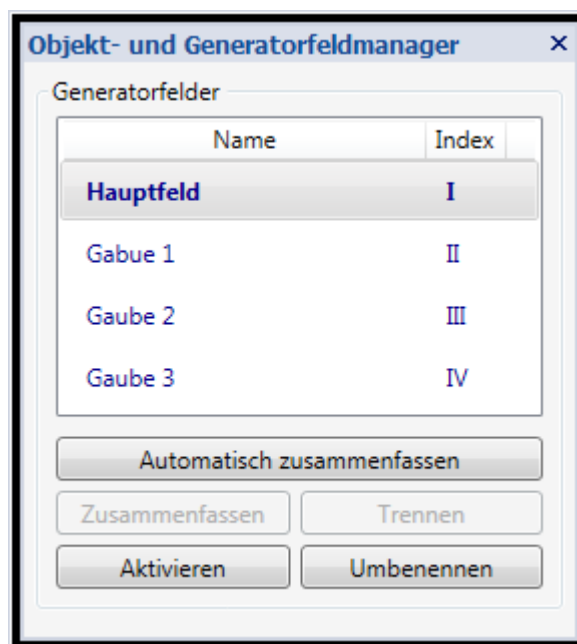 Objekt- und Generatorfeldmanager ×
Generatorfelder
Name Index
Hauptfeld I
Gabue 1 II
Gaube 2 III
Gaube 3 IV
Automatisch zusammenfassen
Zusammenfassen Trennen
Aktivieren Umbenennen